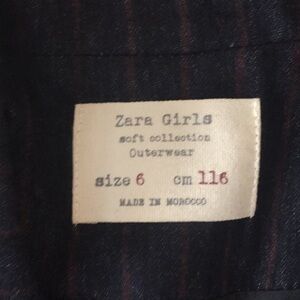 Zara Girls
soft collection
Outerwear
size 6 cm 116
MADE IN MOROCCO